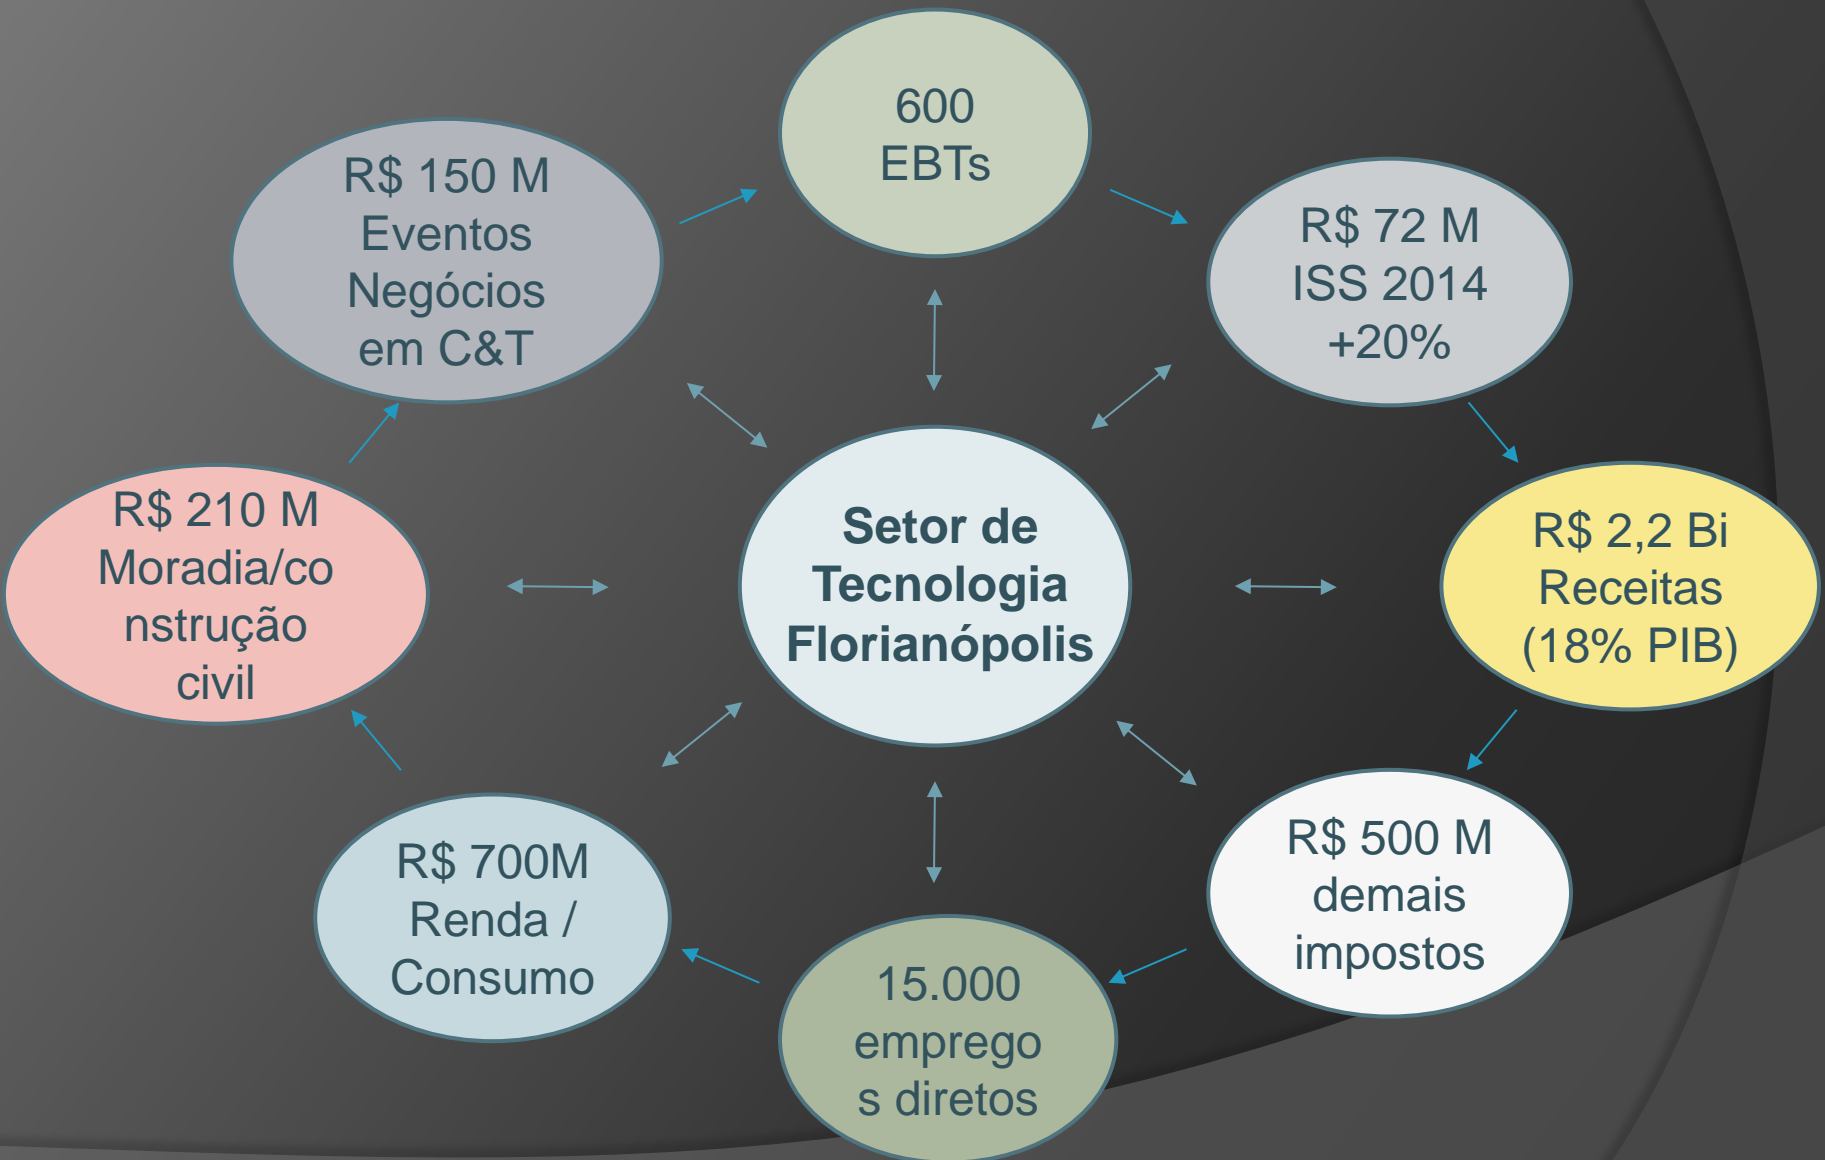 600
EBTs
R$ 72 M
ISS 2014
+20%
R$ 2,2 Bi
Receitas
(18% PIB)
R$ 500 M
demais
impostos
15.000
emprego
s diretos
R$ 700M
Renda /
Consumo
R$ 210 M
Moradia/co
nstrução
civil
R$ 150 M
Eventos
Negócios
em C&T
Setor de
Tecnologia
Florianópolis